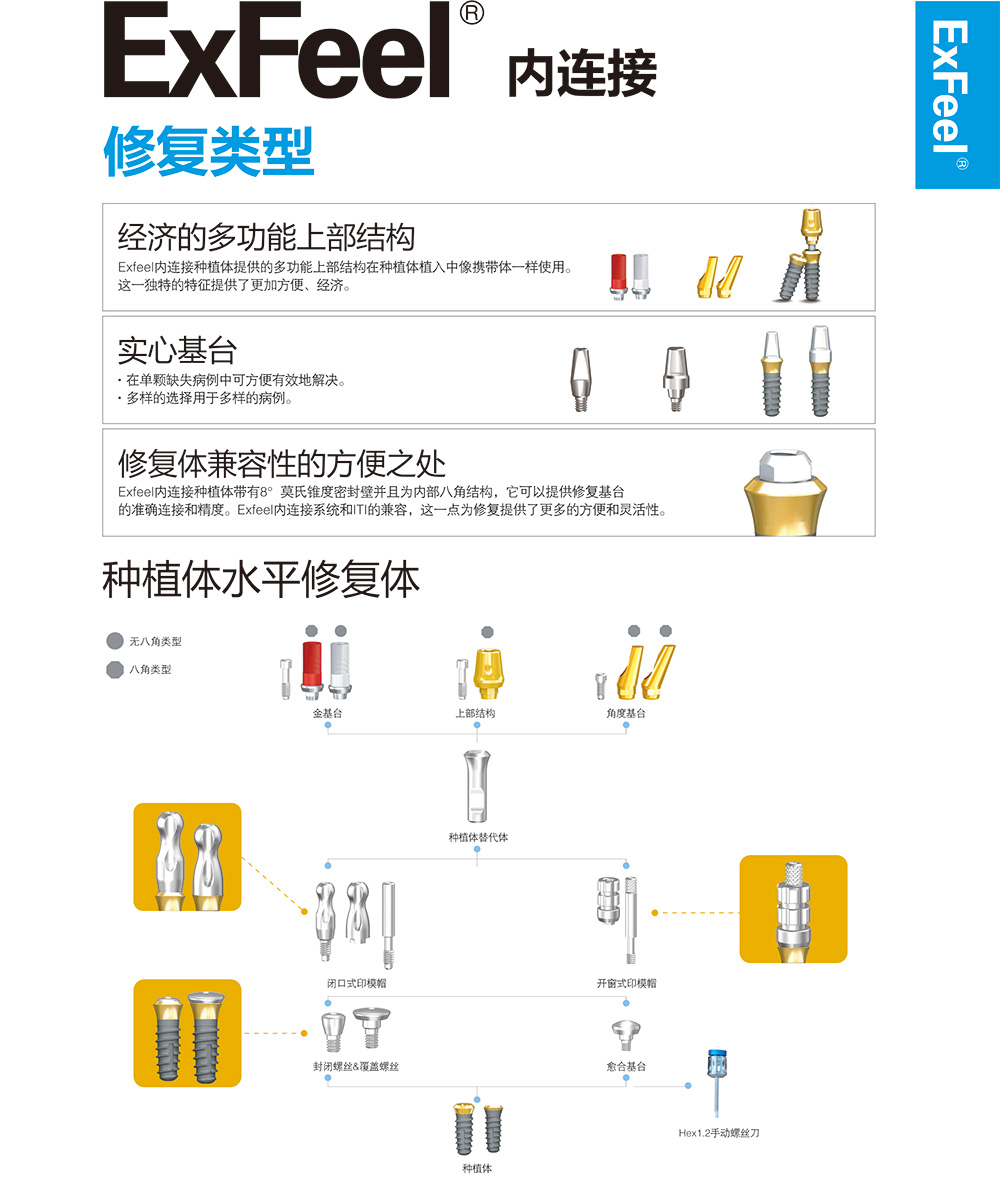 ExFeel® 内连接
ExFeel®
修复类型
经济的多功能上部结构
Exfeel内连接种植体提供的多功能上部结构在种植体植入中像携带体一样使用。
这一独特的特征提供了更加方便、经济。
实心基台
·在单颗缺失病例中可方便有效地解决。
·多样的选择用于多样的病例。
修复体兼容性的方便之处
Exfeel内连接种植体带有8°莫氏锥度密封壁并且为内部八角结构，它可以提供修复基台
的准确连接和精度。Exfeel内连接系统和ITI的兼容，这一点为修复提供了更多的方便和灵活性。
种植体水平修复体
无八角类型
八角类型
金基台
上部结构
角度基台
种植体替代体
闭口式印模帽
开窗式印模帽
封闭螺丝&覆盖螺丝
愈合基台
Hex1.2手动螺丝刀
种植体